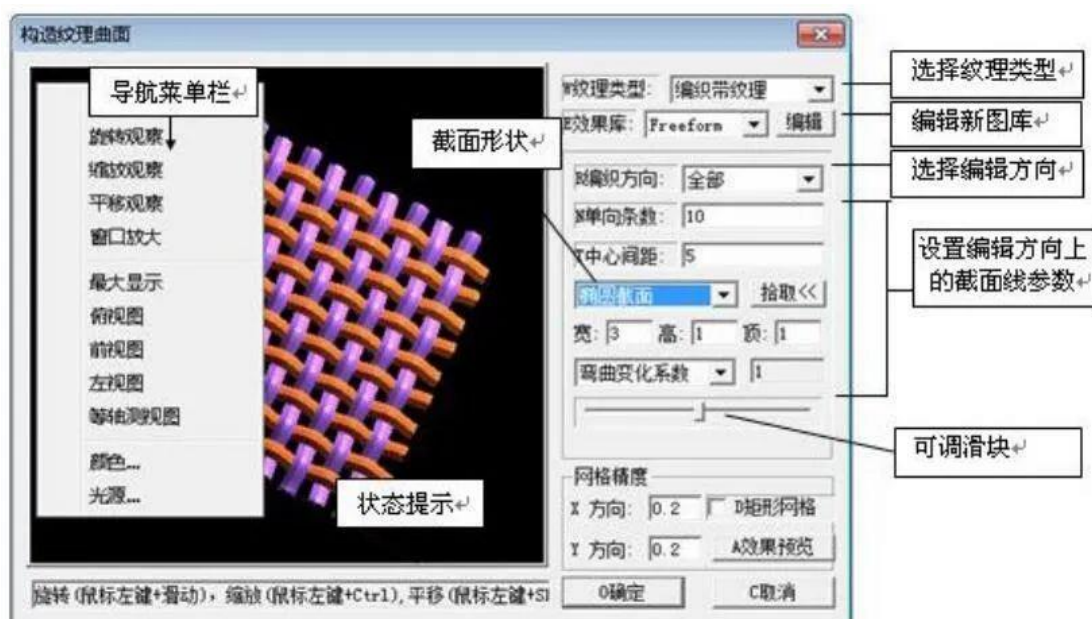 构造纹理曲面
导航菜单栏
旋转观察
缩放观察
平移观察
窗口放大
最大显示
俯视图
前视图
左视图
等轴测视图
颜色...
光源...
截面形状
状态提示
旋转(鼠标左键+滑动),缩放(鼠标左键+Ctrl),平移(鼠标左键+S
纹理类型: 编织带纹理
E效果库: Freeform 编辑
编织方向: 全部
N单向条数: 10
T中心间距: 5
椭圆截面 拾取<<
宽: 3 高: 1 顶: 1
弯曲变化系数 1
网格精度
X 方向: 0.2 D矩形网格
Y 方向: 0.2 A效果预览
O确定 C取消
选择纹理类型
编辑新图库
选择编辑方向
设置编辑方向上
的截面线参数
可调滑块